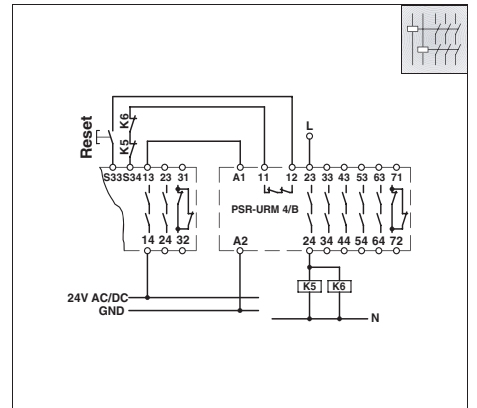 K6
L
Reset
K5
S33 S34 13 23 31
A1 11 12 23 33 43 53 63 71
PSR-URM 4/B
14 24 32
A2 24 34 44 54 64 72
K5 K6
24V AC/DC
GND
N